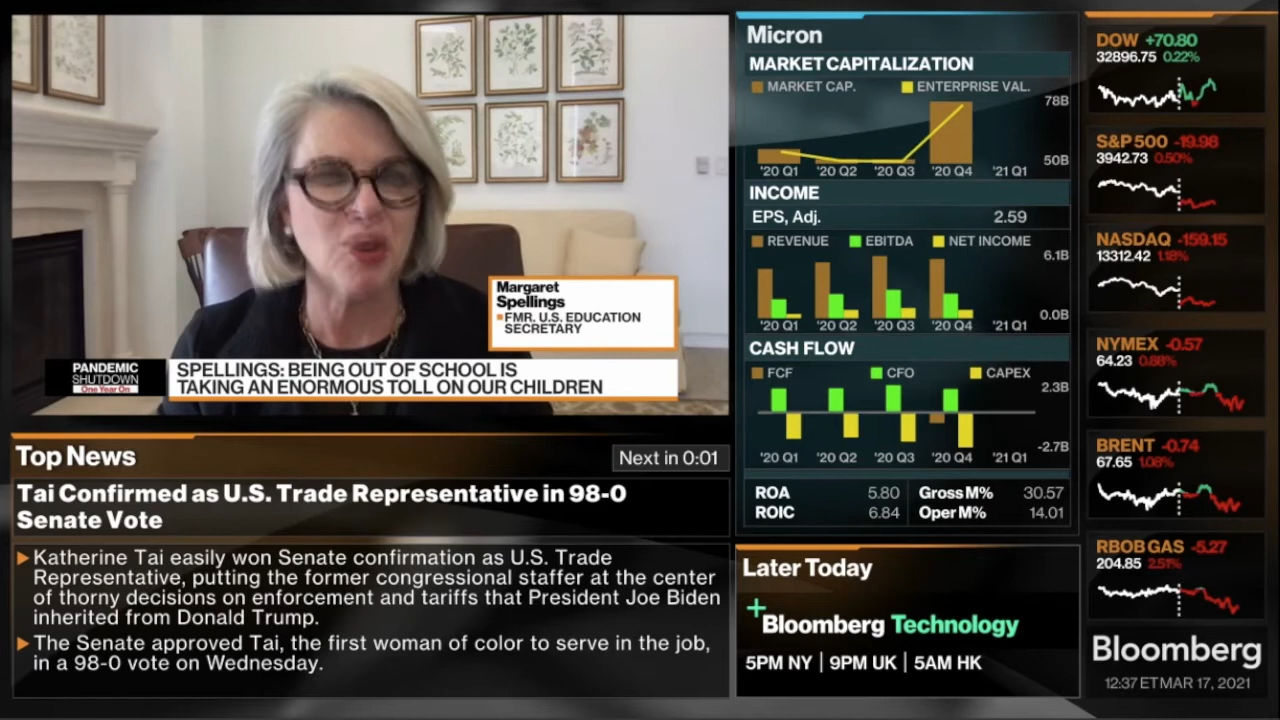 Margaret
Spellings
FMR. U.S. EDUCATION
SECRETARY
PANDEMIC
SHUTDOWN
One Year On
SPELLINGS: BEING OUT OF SCHOOL IS
TAKING AN ENORMOUS TOLL ON OUR CHILDREN
Top News
Next in 0:01
Tai Confirmed as U.S. Trade Representative in 98-0
Senate Vote
Katherine Tai easily won Senate confirmation as U.S. Trade
Representative, putting the former congressional staffer at the center
of thorny decisions on enforcement and tariffs that President Joe Biden
inherited from Donald Trump.
The Senate approved Tai, the first woman of color to serve in the job,
in a 98-0 vote on Wednesday.
Micron
MARKET CAPITALIZATION
MARKET CAP. ENTERPRISE VAL.
78B
50B
'20 Q1 '20 Q2 '20 Q3 '20 Q4 '21 Q1
INCOME
EPS, Adj. 2.59
REVENUE EBITDA NET INCOME
6.1B
0.0B
'20 Q1 '20 Q2 '20 Q3 '20 Q4 '21 Q1
CASH FLOW
FCF CFO CAPEX
2.3B
-2.7B
'20 Q1 '20 Q2 '20 Q3 '20 Q4 '21 Q1
ROA 5.80 Gross M% 30.57
ROIC 6.84 Oper M% 14.01
Later Today
+Bloomberg Technology
5PM NY | 9PM UK | 5AM HK
DOW +70.80
32896.75 0.22%
S&P 500 -19.98
3942.73 0.50%
NASDAQ -159.15
13312.42 1.18%
NYMEX -0.57
64.23 0.88%
BRENT -0.74
67.65 1.08%
RBOB GAS -5.27
204.85 2.51%
Bloomberg
12:37 ET MAR 17, 2021